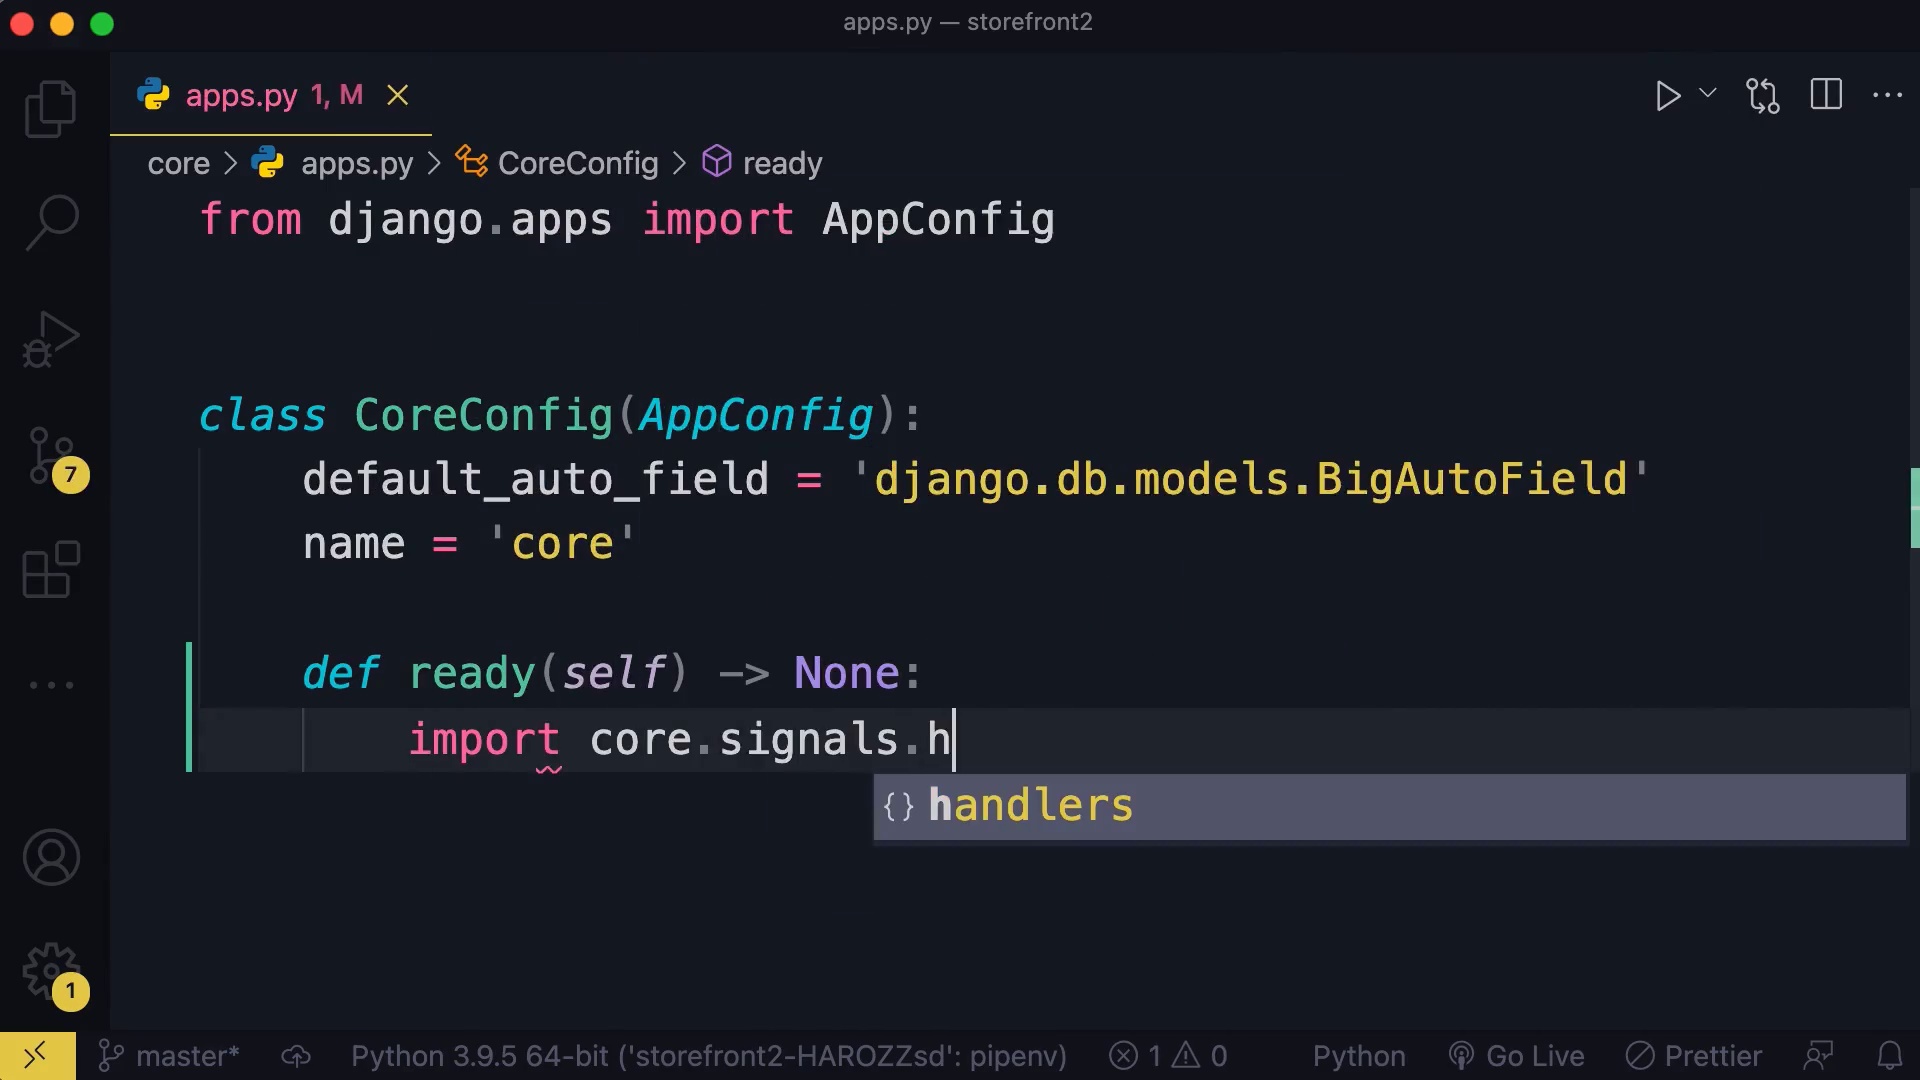 apps.py — storefront2
apps.py 1, M
core > apps.py > CoreConfig > ready
from django.apps import AppConfig
class CoreConfig(AppConfig):
default_auto_field = 'django.db.models.BigAutoField'
name = 'core'
def ready(self) -> None:
import core.signals.h
{} handlers
7
1
master* Python 3.9.5 64-bit ('storefront2-HAROZZsd': pipenv) 1 0 Python Go Live Prettier